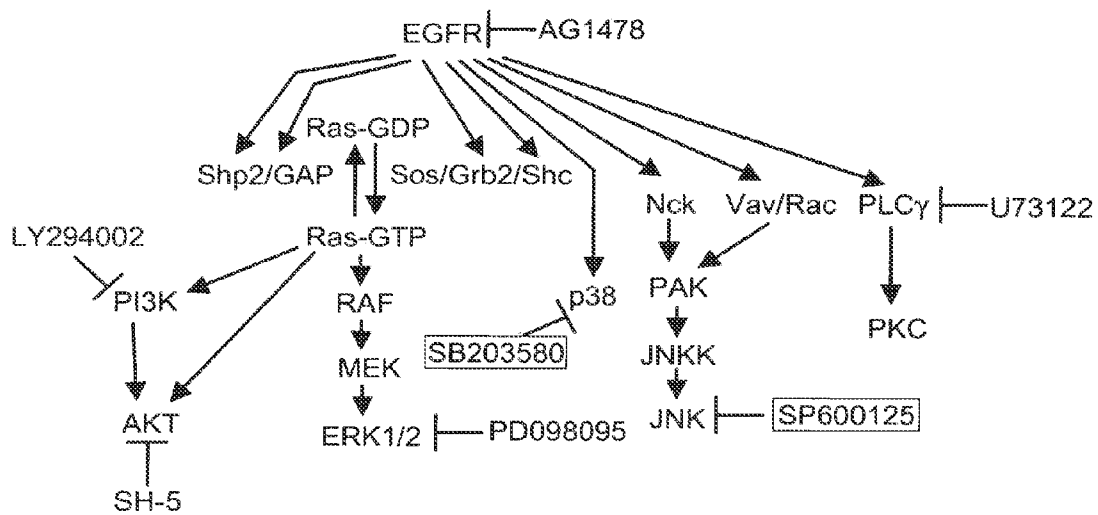 EGFR
AG1478
Ras-GDP
Shp2/GAP
Sos/Grb2/Shc
Nck
Vav/Rac
PLCγ
U73122
LY294002
Ras-GTP
PI3K
RAF
p38
PAK
PKC
SB203580
JNKK
MEK
AKT
ERK1/2
PD098095
JNK
SP600125
SH-5